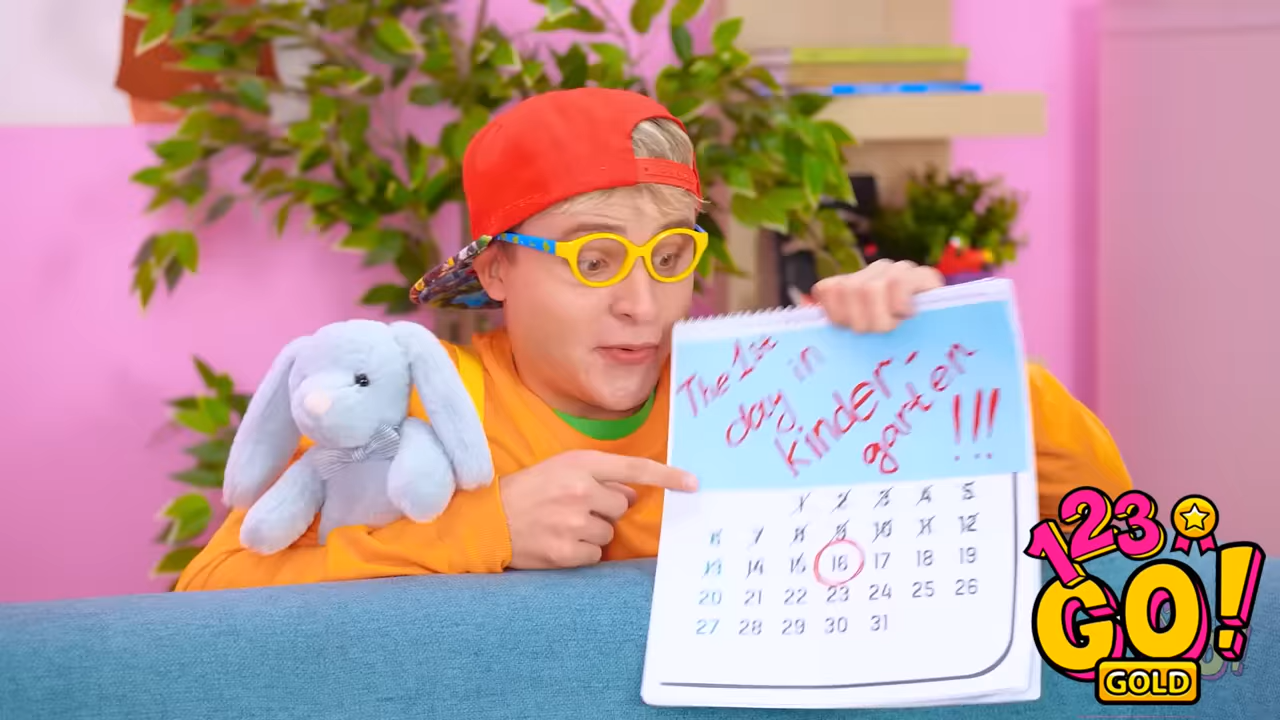 The 1st
day in
kinder-
garten
!!!
1 2 3 4 5
6 7 8 9 10 11 12
13 14 15 16 17 18 19
20 21 22 23 24 25 26
27 28 29 30 31
123
GO!
GOLD